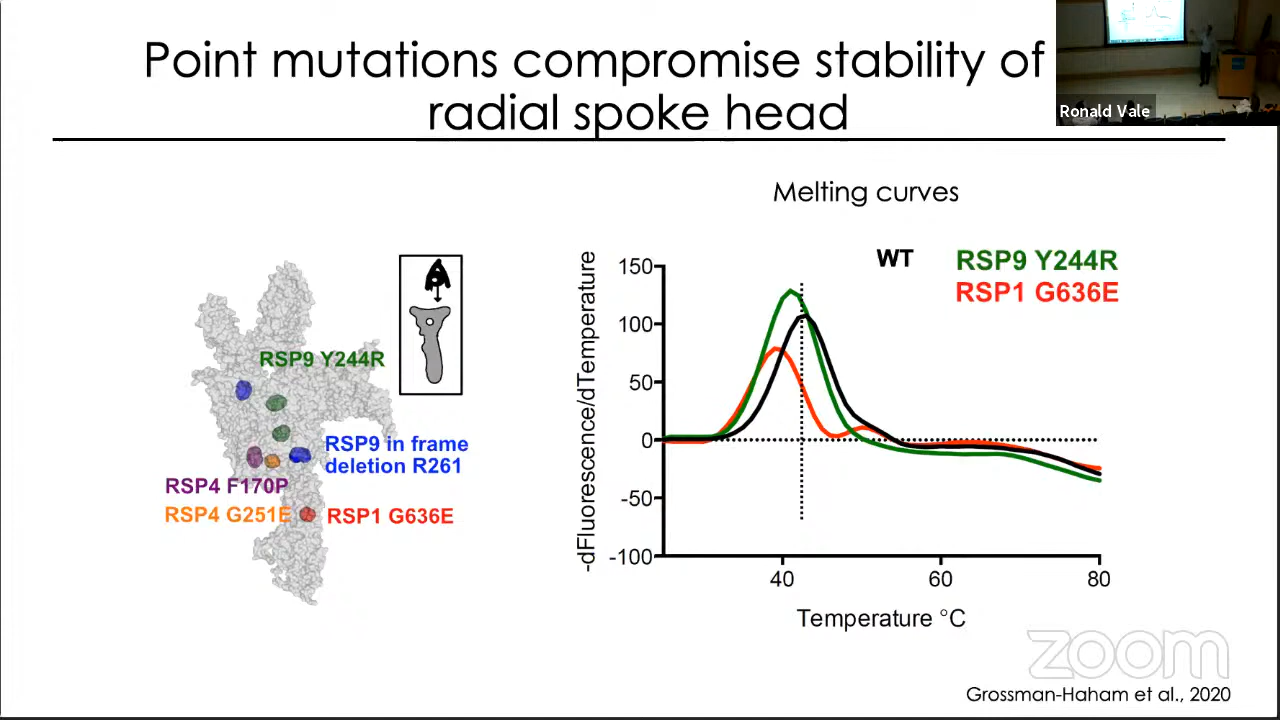 Point mutations compromise stability of
radial spoke head
Ronald Vale
Melting curves
WT
RSP9 Y244R
RSP1 G636E
RSP9 Y244R
RSP9 in frame
deletion R261
RSP4 F170P
RSP4 G251E
RSP1 G636E
-dFluorescence/dTemperature
150
100
50
0
-50
-100
40 60 80
Temperature °C
zoom
Grossman-Haham et al., 2020